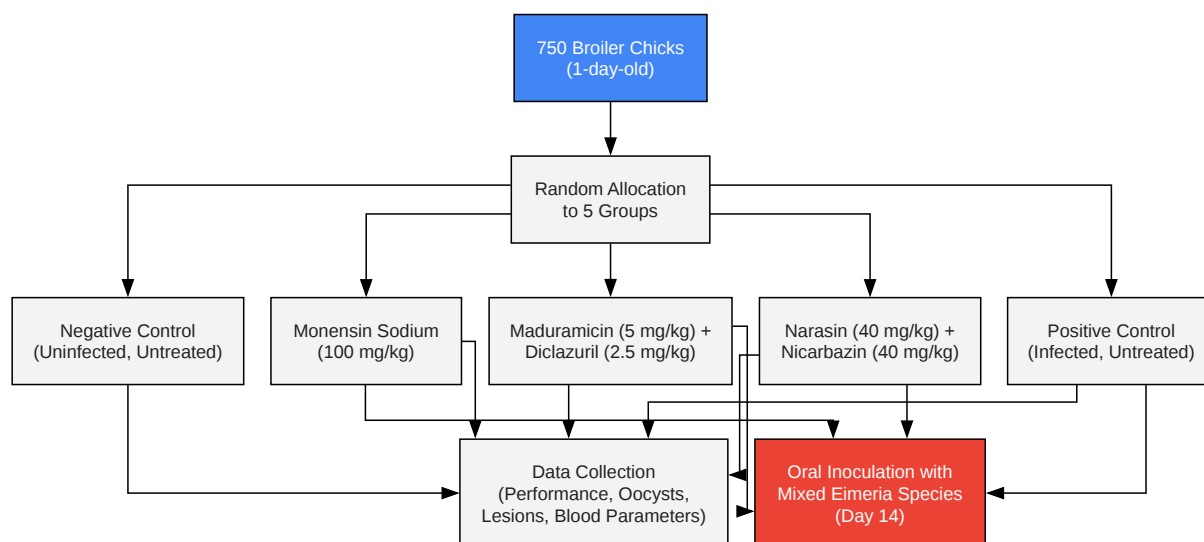 750 Broiler Chicks
(1-day-old)
Random Allocation
to 5 Groups
Negative Control
(Uninfected, Untreated)
Monensin Sodium
(100 mg/kg)
Maduramicin (5 mg/kg) +
Diclazuril (2.5 mg/kg)
Narasin (40 mg/kg) +
Nicarbazin (40 mg/kg)
Positive Control
(Infected, Untreated)
Data Collection
(Performance, Oocysts,
Lesions, Blood Parameters)
Oral Inoculation with
Mixed Eimeria Species
(Day 14)